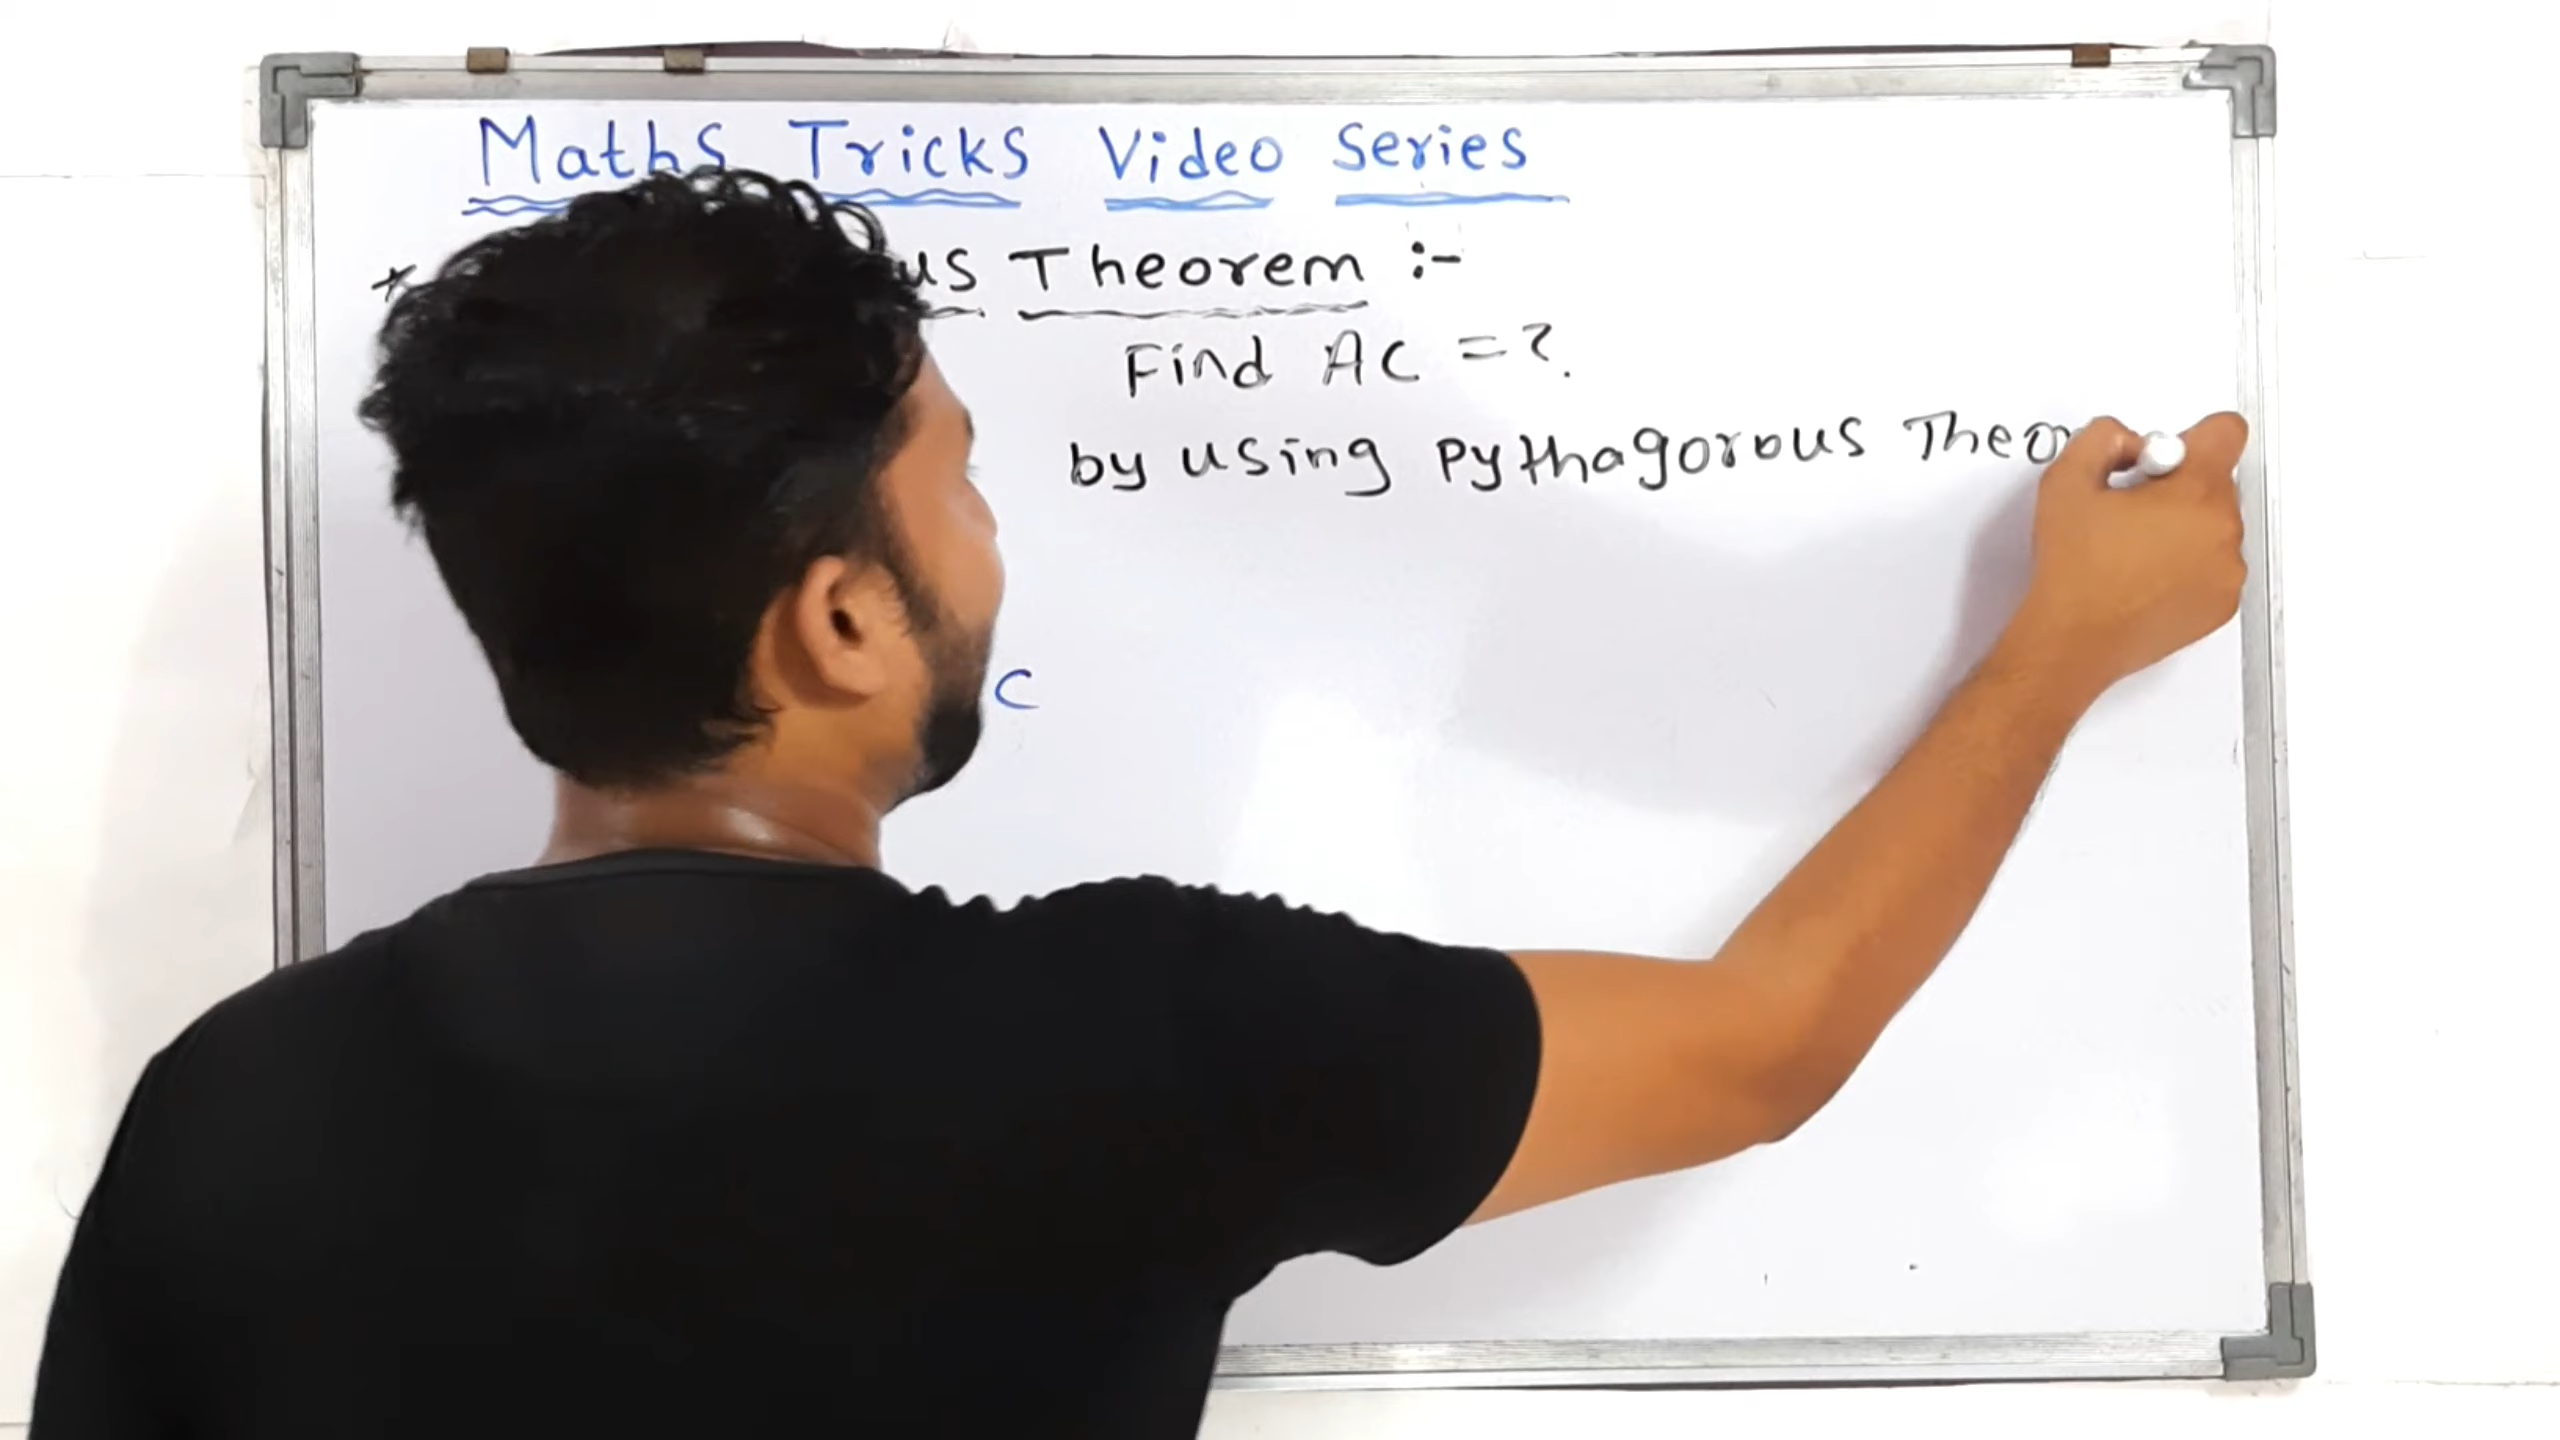 Maths Tricks Video Series
* us Theorem :-
Find AC = ?.
by using Pythagorous Theo
C